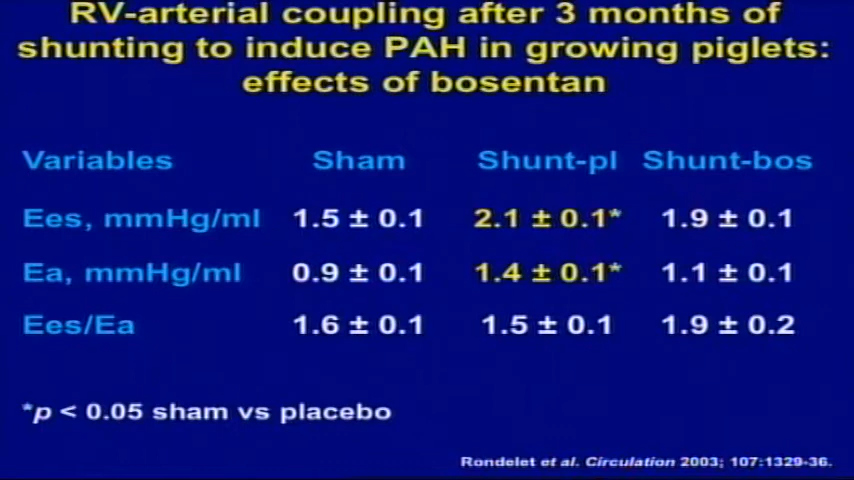 RV-arterial coupling after 3 months of
shunting to induce PAH in growing piglets:
effects of bosentan
Variables Sham Shunt-pl Shunt-bos
Ees, mmHg/ml 1.5 ± 0.1 2.1 ± 0.1* 1.9 ± 0.1
Ea, mmHg/ml 0.9 ± 0.1 1.4 ± 0.1* 1.1 ± 0.1
Ees/Ea 1.6 ± 0.1 1.5 ± 0.1 1.9 ± 0.2
*p < 0.05 sham vs placebo
Rondelet et al. Circulation 2003; 107:1329-36.